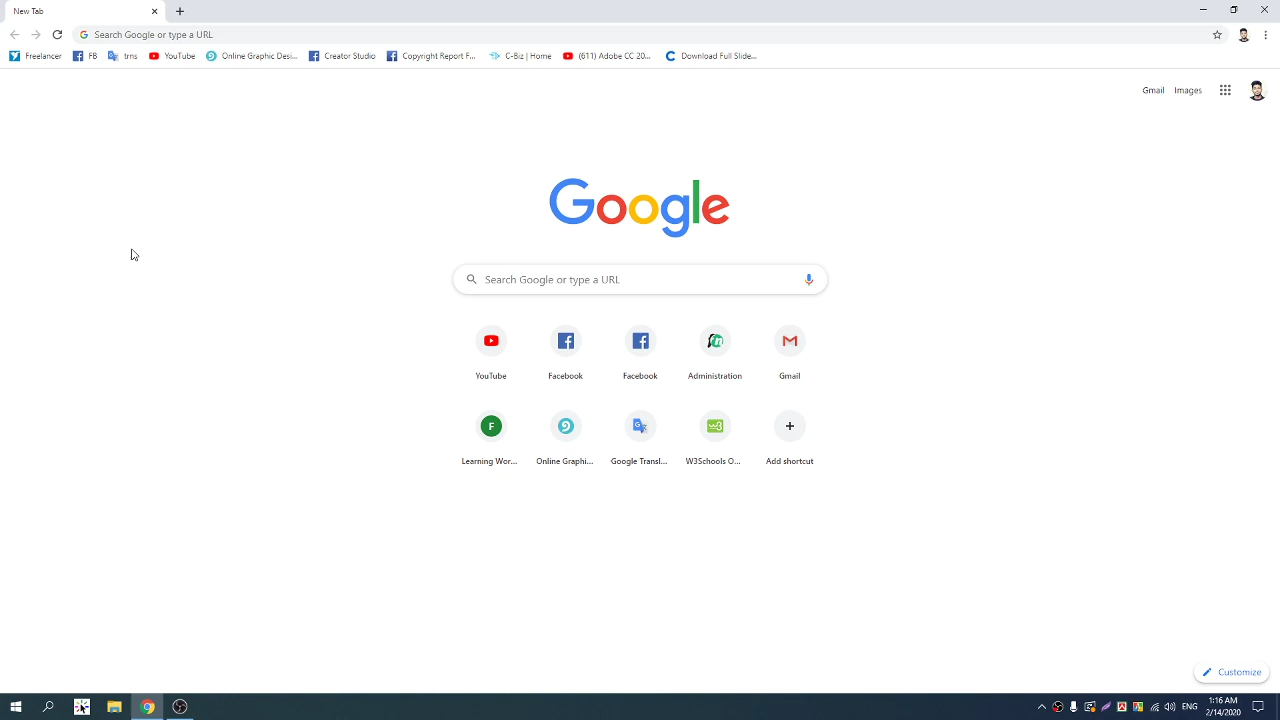 New Tab
Search Google or type a URL
Freelancer FB trns YouTube Online Graphic Desi... Creator Studio Copyright Report F... C-Biz | Home (611) Adobe CC 20... Download Full Slide...
Gmail Images
Google
Search Google or type a URL
YouTube Facebook Facebook Administration Gmail
F
Learning Wor... Online Graphi... Google Transl... W3Schools O... Add shortcut
Customize
ENG
1:16 AM
2/14/2020